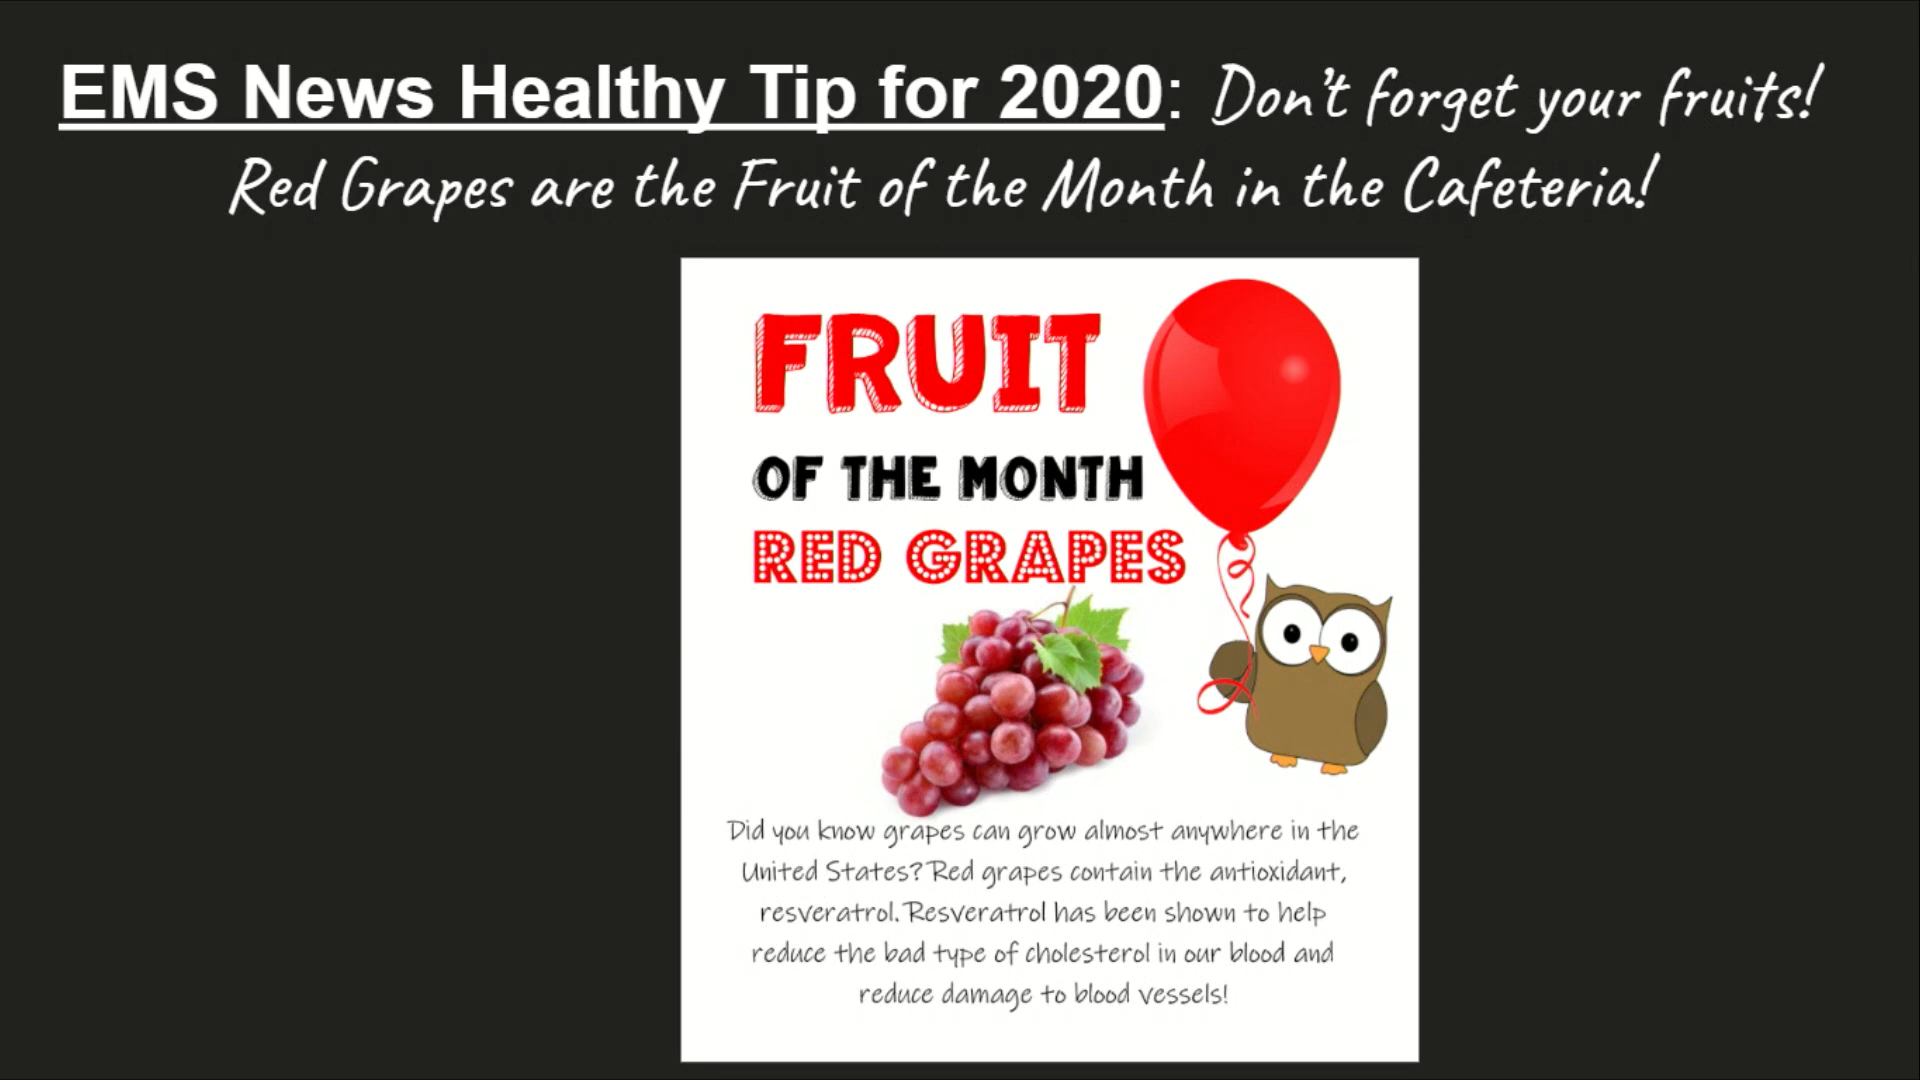 EMS News Healthy Tip for 2020: Don't forget your fruits!
Red Grapes are the Fruit of the Month in the Cafeteria!
FRUIT
OF THE MONTH
RED GRAPES
Did you know grapes can grow almost anywhere in the
United States? Red grapes contain the antioxidant,
resveratrol. Resveratrol has been shown to help
reduce the bad type of cholesterol in our blood and
reduce damage to blood vessels!